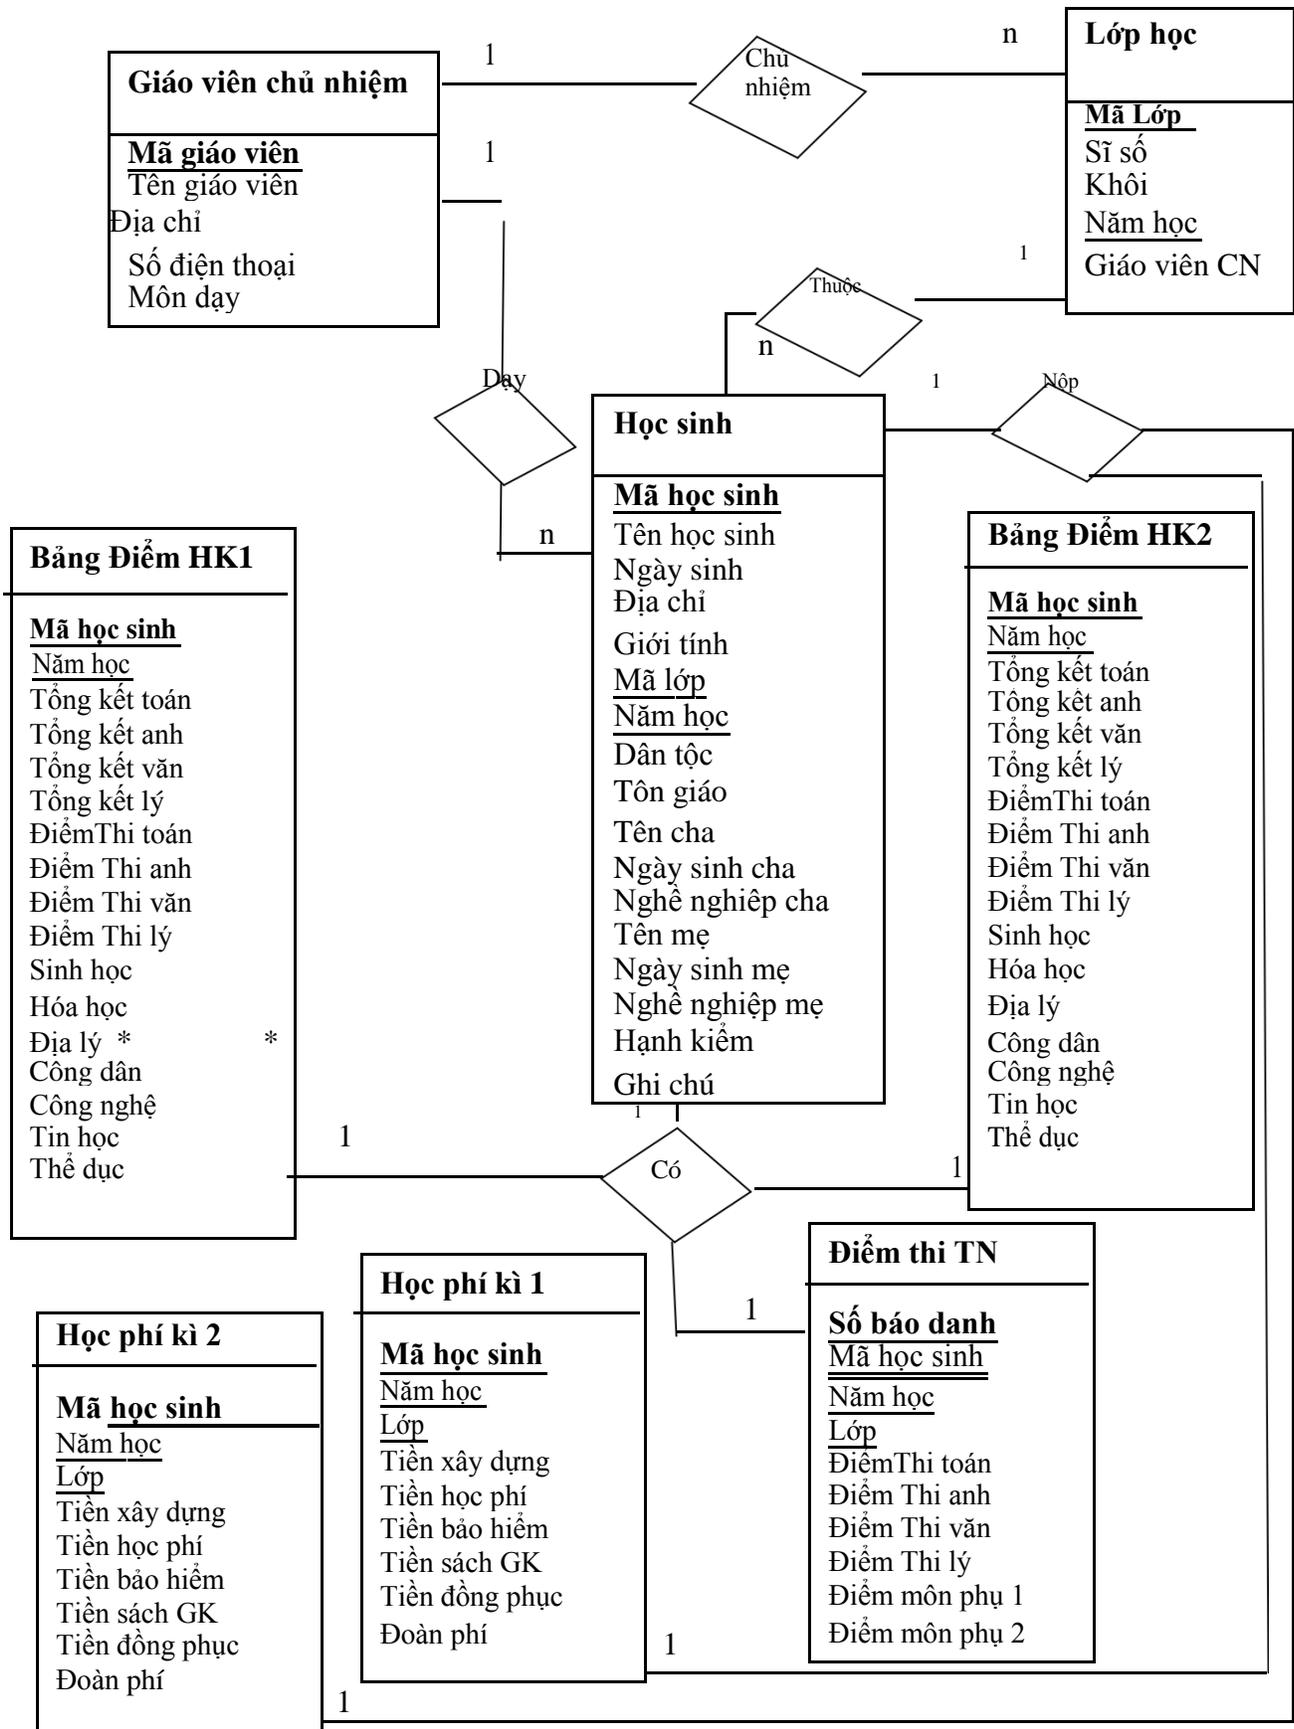 1
n
Chủ
nhiệm
Giáo viên chủ nhiệm
Mã giáo viên
Tên giáo viên
Địa chỉ
Số điện thoại
Môn dạy
1
Lớp học
Mã Lớp
Sĩ số
Khôi
Năm học
Giáo viên CN
1
Thuộc
n
Dạy
n
1
Nôp
Học sinh
Mã học sinh
Tên học sinh
Ngày sinh
Địa chỉ
Giới tính
Mã lớp
Năm học
Dân tộc
Tôn giáo
Tên cha
Ngày sinh cha
Nghề nghiêp cha
Tên mẹ
Ngày sinh mẹ
Nghề nghiệp mẹ
Hạnh kiểm
Ghi chú
1
Bảng Điểm HK1
Mã học sinh
Năm học
Tổng kết toán
Tổng kết anh
Tổng kết văn
Tổng kết lý
ĐiểmThi toán
Điểm Thi anh
Điểm Thi văn
Điểm Thi lý
Sinh học
Hóa học
Địa lý * *
Công dân
Công nghệ
Tin học
Thể dục
1
Có
1
Bảng Điểm HK2
Mã học sinh
Năm học
Tổng kết toán
Tông kêt anh
Tổng kết văn
Tổng kết lý
ĐiểmThi toán
Điểm Thi anh
Điểm Thi văn
Điểm Thi lý
Sinh học
Hóa học
Địa lý
Công dân
Công nghệ
Tin học
Thể dục
Học phí kì 2
Mã học sinh
Năm học
Lớp
Tiền xây dựng
Tiền học phí
Tiền bảo hiểm
Tiền sách GK
Tiền đồng phục
Đoàn phí
1
Học phí kì 1
Mã học sinh
Năm học
Lớp
Tiền xây dựng
Tiền học phí
Tiền bảo hiểm
Tiền sách GK
Tiền đồng phục
Đoàn phí
1
1
Điểm thi TN
Số báo danh
Mã học sinh
Năm học
Lớp
ĐiêmThi toán
Điểm Thi anh
Điểm Thi văn
Điểm Thi lý
Điểm môn phụ 1
Điểm môn phụ 2